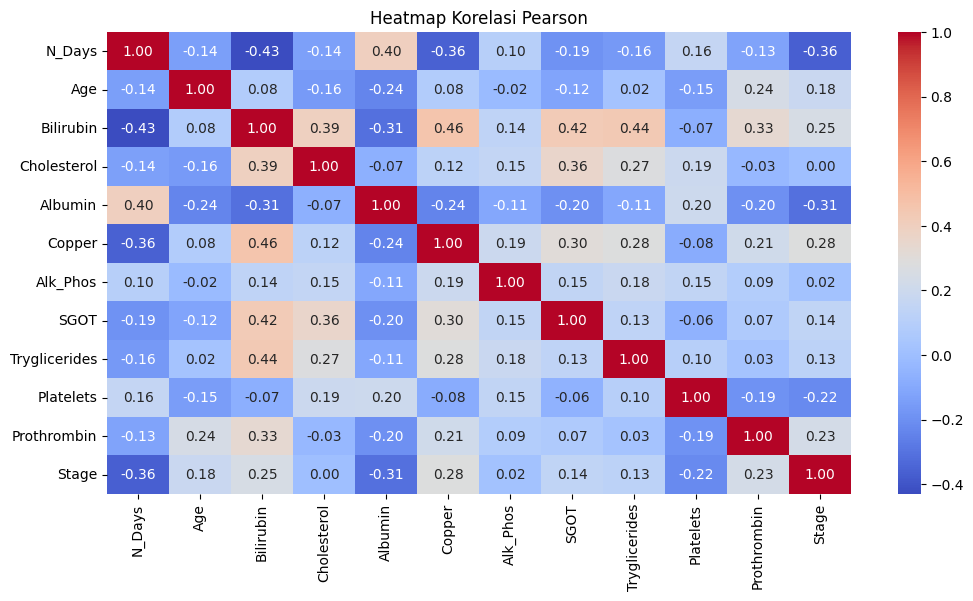 Heatmap Korelasi Pearson
N_Days 1.00 -0.14 -0.43 -0.14 0.40 -0.36 0.10 -0.19 -0.16 0.16 -0.13 -0.36
Age -0.14 1.00 0.08 -0.16 -0.24 0.08 -0.02 -0.12 0.02 -0.15 0.24 0.18
Bilirubin -0.43 0.08 1.00 0.39 -0.31 0.46 0.14 0.42 0.44 -0.07 0.33 0.25
Cholesterol -0.14 -0.16 0.39 1.00 -0.07 0.12 0.15 0.36 0.27 0.19 -0.03 0.00
Albumin 0.40 -0.24 -0.31 -0.07 1.00 -0.24 -0.11 -0.20 -0.11 0.20 -0.20 -0.31
Copper -0.36 0.08 0.46 0.12 -0.24 1.00 0.19 0.30 0.28 -0.08 0.21 0.28
Alk_Phos 0.10 -0.02 0.14 0.15 -0.11 0.19 1.00 0.15 0.18 0.15 0.09 0.02
SGOT -0.19 -0.12 0.42 0.36 -0.20 0.30 0.15 1.00 0.13 -0.06 0.07 0.14
Tryglicerides -0.16 0.02 0.44 0.27 -0.11 0.28 0.18 0.13 1.00 0.10 0.03 0.13
Platelets 0.16 -0.15 -0.07 0.19 0.20 -0.08 0.15 -0.06 0.10 1.00 -0.19 -0.22
Prothrombin -0.13 0.24 0.33 -0.03 -0.20 0.21 0.09 0.07 0.03 -0.19 1.00 0.23
Stage -0.36 0.18 0.25 0.00 -0.31 0.28 0.02 0.14 0.13 -0.22 0.23 1.00
N_Days
Age
Bilirubin
Cholesterol
Albumin
Copper
Alk_Phos
SGOT
Tryglicerides
Platelets
Prothrombin
Stage
1.0
0.8
0.6
0.4
0.2
0.0
−0.2
−0.4